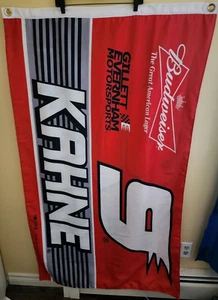 Budweiser
The Great American Lager
GILLETT
EVERNHAM
MOTORSPORTS
9
KAHNE